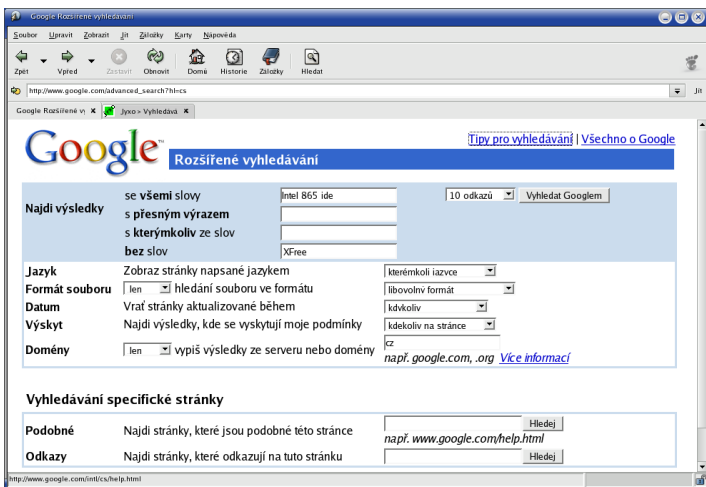 Google Rozšířené vyhledávání
Soubor Upravit Zobrazit Jít Záložky Karty Nápověda
Zpět Vpřed Zastavit Obnovit Domů Historie Záložky Hledat
http://www.google.com/advanced_search?hl=cs Jít
Google Rozšířené vy Jyxo > Vyhledává
Google™
Tipy pro vyhledávání | Všechno o Google
Rozšířené vyhledávání
Najdi výsledky
se všemi slovy Intel 865 ide 10 odkazů Vyhledat Googlem
s přesným výrazem
s kterýmkoliv ze slov
bez slov XFree
Jazyk Zobraz stránky napsané jazykem kterémkoli jazyce
Formát souboru len hledání souboru ve formátu libovolný formát
Datum Vrať stránky aktualizované během kdykoliv
Výskyt Najdi výsledky, kde se vyskytují moje podmínky kdekoliv na stránce
Domény len vypiš výsledky ze serveru nebo domény cz
např. google.com, .org Více informací
Vyhledávání specifické stránky
Podobné Najdi stránky, které jsou podobné této stránce Hledej
např. www.google.com/help.html
Odkazy Najdi stránky, které odkazují na tuto stránku Hledej
http://www.google.com/intl/cs/help.html